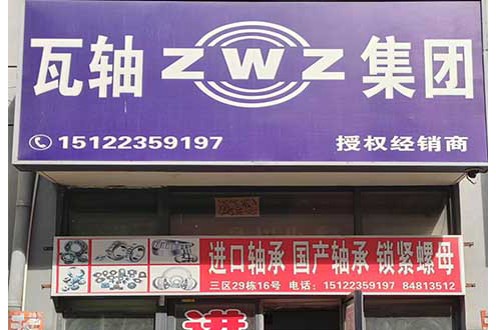 瓦轴 ZWZ 集团
15122359197 授权经销商
进口轴承 国产轴承 锁紧螺母
三区29栋16号 电话：15122359197 84813512
进